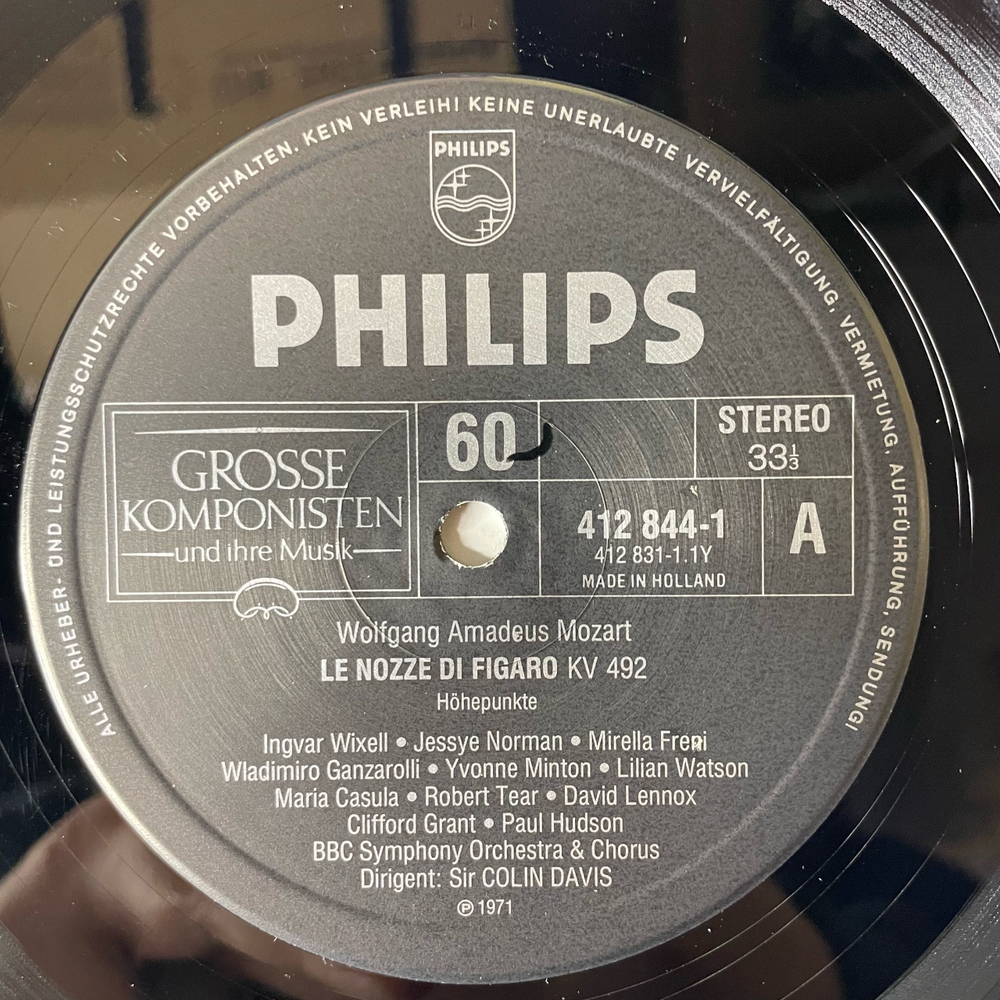 ALLE URHEBER- UND LEISTUNGSSCHUTZRECHTE VORBEHALTEN. KEIN VERLEIH! KEINE UNERLAUBTE VERVIELFÄLTIGUNG, VERMIETUNG, AUFFÜHRUNG, SENDUNG!
PHILIPS
PHILIPS
GROSSE
KOMPONISTEN
und ihre Musik
60
STEREO
33⅓
412 844-1
412 831-1.1Y
MADE IN HOLLAND
A
Wolfgang Amadeus Mozart
LE NOZZE DI FIGARO KV 492
Höhepunkte
Ingvar Wixell • Jessye Norman • Mirella Freni
Wladimiro Ganzarolli • Yvonne Minton • Lilian Watson
Maria Casula • Robert Tear • David Lennox
Clifford Grant • Paul Hudson
BBC Symphony Orchestra & Chorus
Dirigent: Sir COLIN DAVIS
℗ 1971